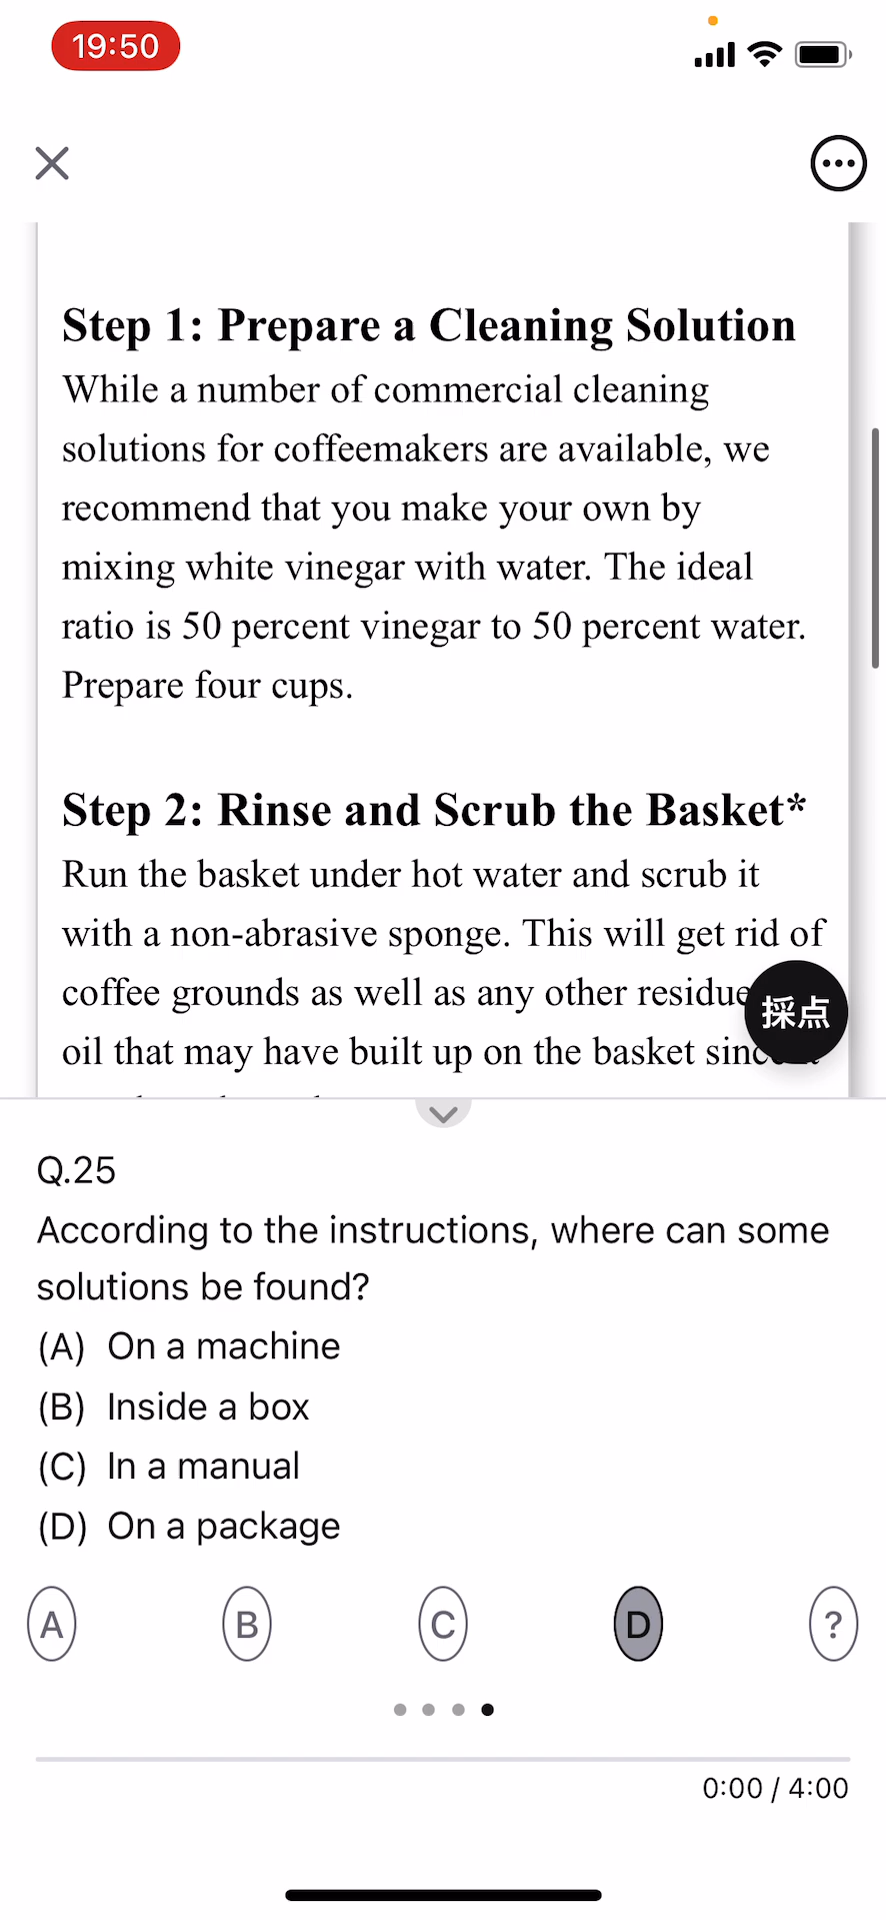 19:50
Step 1: Prepare a Cleaning Solution
While a number of commercial cleaning
solutions for coffeemakers are available, we
recommend that you make your own by
mixing white vinegar with water. The ideal
ratio is 50 percent vinegar to 50 percent water.
Prepare four cups.
Step 2: Rinse and Scrub the Basket*
Run the basket under hot water and scrub it
with a non-abrasive sponge. This will get rid of
coffee grounds as well as any other residue
採点
oil that may have built up on the basket
Q.25
According to the instructions, where can some
solutions be found?
(A) On a machine
(B) Inside a box
(C) In a manual
(D) On a package
A B C D ?
0:00 / 4:00